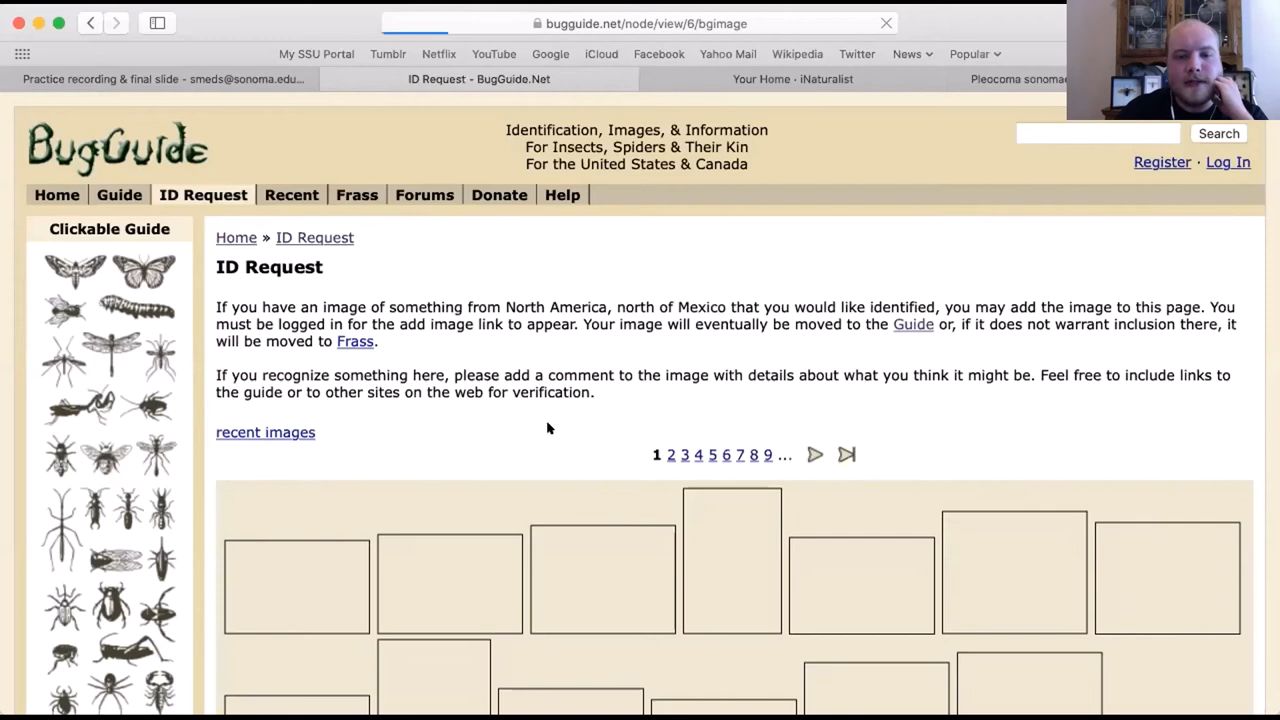 bugguide.net/node/view/6/bgimage
My SSU Portal Tumblr Netflix YouTube Google iCloud Facebook Yahoo Mail Wikipedia Twitter News Popular
Practice recording & final slide - smeds@sonoma.edu... ID Request - BugGuide.Net Your Home · iNaturalist Pleocoma sonomae
BugGuide
Identification, Images, & Information
For Insects, Spiders & Their Kin
For the United States & Canada
Search
Register · Log In
Home Guide ID Request Recent Frass Forums Donate Help
Clickable Guide
Home » ID Request
ID Request
If you have an image of something from North America, north of Mexico that you would like identified, you may add the image to this page. You
must be logged in for the add image link to appear. Your image will eventually be moved to the Guide or, if it does not warrant inclusion there, it
will be moved to Frass.
If you recognize something here, please add a comment to the image with details about what you think it might be. Feel free to include links to
the guide or to other sites on the web for verification.
recent images
1 2 3 4 5 6 7 8 9 ...